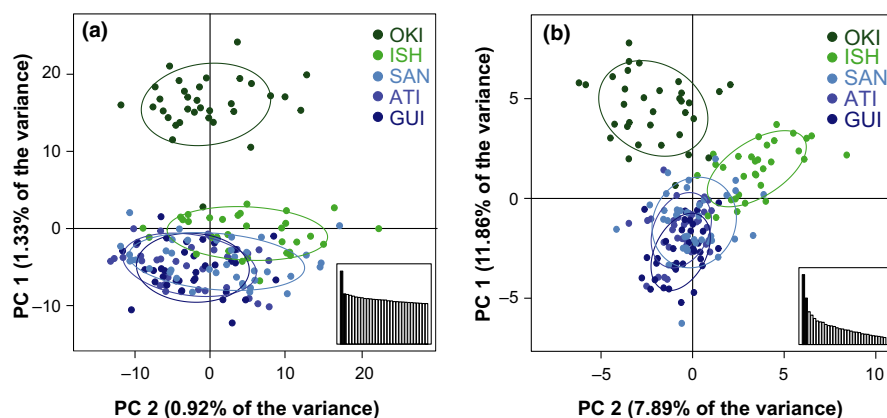 (a)
OKI
ISH
SAN
ATI
GUI
20
10
0
−10
−10
0
10
20
PC 1 (1.33% of the variance)
PC 2 (0.92% of the variance)
(b)
OKI
ISH
SAN
ATI
GUI
5
0
−5
−5
0
5
10
PC 1 (11.86% of the variance)
PC 2 (7.89% of the variance)